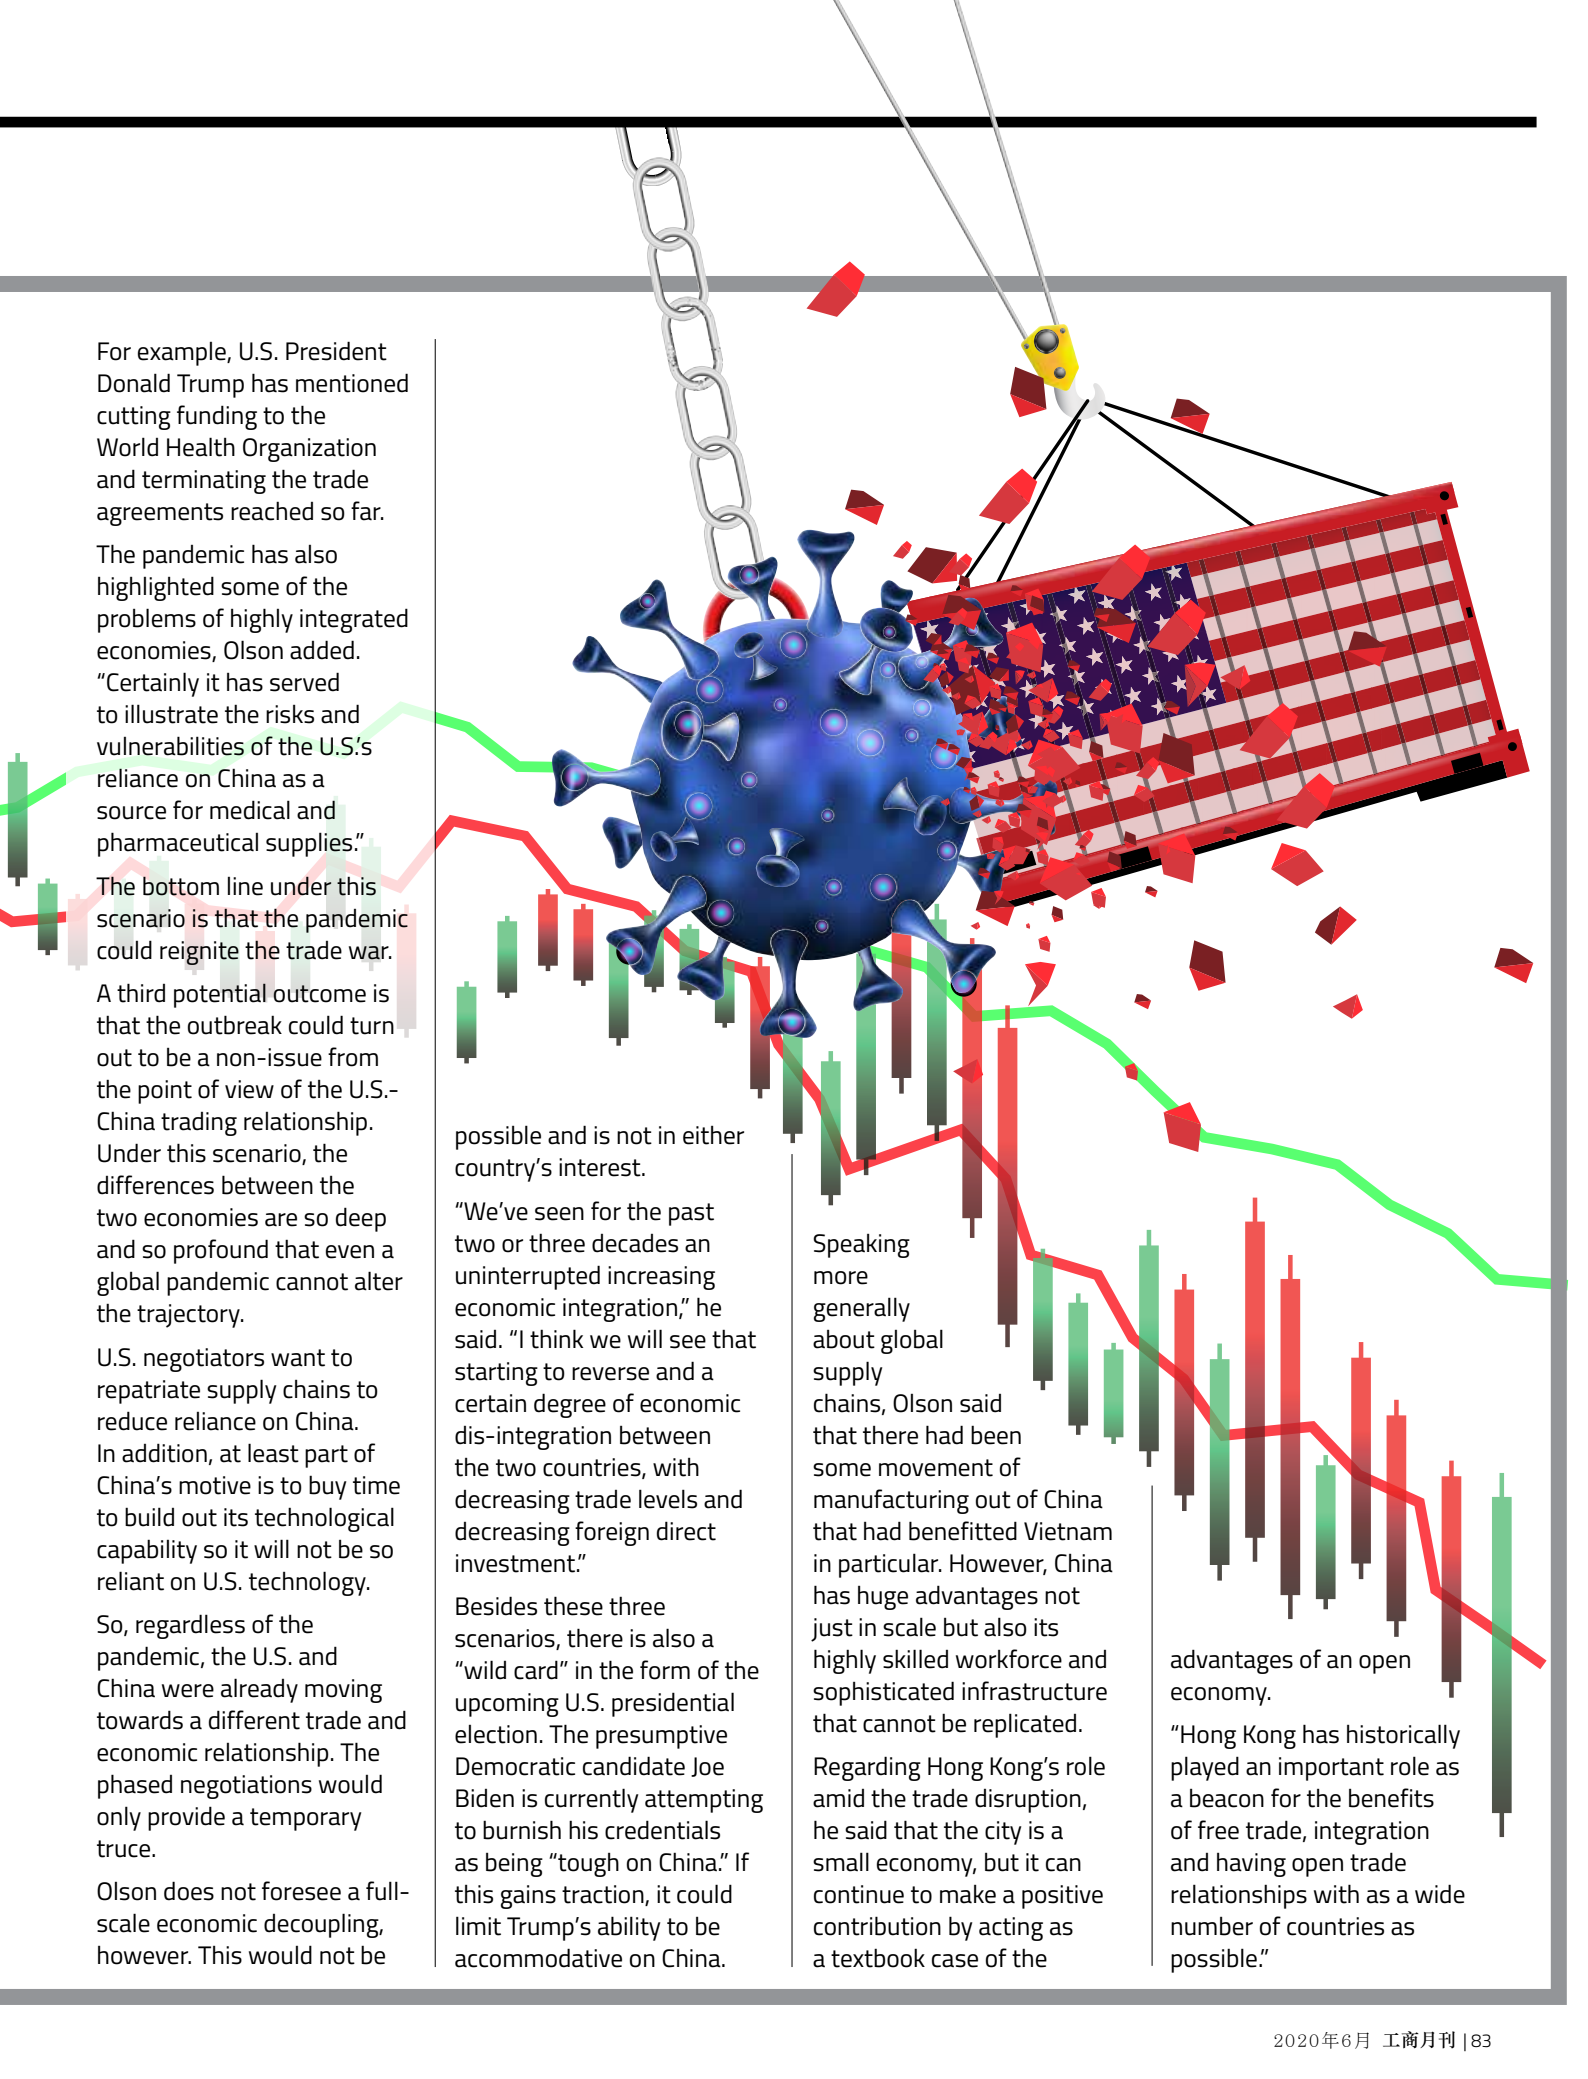 For example, U.S. President
Donald Trump has mentioned
cutting funding to the
World Health Organization
and terminating the trade
agreements reached so far.
The pandemic has also
highlighted some of the
problems of highly integrated
economies, Olson added.
“Certainly it has served
to illustrate the risks and
vulnerabilities of the U.S.’s
reliance on China as a
source for medical and
pharmaceutical supplies.”
The bottom line under this
scenario is that the pandemic
could reignite the trade war.
A third potential outcome is
that the outbreak could turn
out to be a non-issue from
the point of view of the U.S.-
China trading relationship.
Under this scenario, the
differences between the
two economies are so deep
and so profound that even a
global pandemic cannot alter
the trajectory.
U.S. negotiators want to
repatriate supply chains to
reduce reliance on China.
In addition, at least part of
China’s motive is to buy time
to build out its technological
capability so it will not be so
reliant on U.S. technology.
So, regardless of the
pandemic, the U.S. and
China were already moving
towards a different trade and
economic relationship. The
phased negotiations would
only provide a temporary
truce.
Olson does not foresee a full-
scale economic decoupling,
however. This would not be
possible and is not in either
country’s interest.
“We’ve seen for the past
two or three decades an
uninterrupted increasing
economic integration,” he
said. “I think we will see that
starting to reverse and a
certain degree of economic
dis-integration between
the two countries, with
decreasing trade levels and
decreasing foreign direct
investment.”
Besides these three
scenarios, there is also a
“wild card” in the form of the
upcoming U.S. presidential
election. The presumptive
Democratic candidate Joe
Biden is currently attempting
to burnish his credentials
as being “tough on China.” If
this gains traction, it could
limit Trump’s ability to be
accommodative on China.
Speaking
more
generally
about global
supply
chains, Olson said
that there had been
some movement of
manufacturing out of China
that had benefitted Vietnam
in particular. However, China
has huge advantages not
just in scale but also its
highly skilled workforce and
sophisticated infrastructure
that cannot be replicated.
Regarding Hong Kong’s role
amid the trade disruption,
he said that the city is a
small economy, but it can
continue to make a positive
contribution by acting as
a textbook case of the
advantages of an open
economy.
“Hong Kong has historically
played an important role as
a beacon for the benefits
of free trade, integration
and having open trade
relationships with as a wide
number of countries as
possible.”
2020年6月 工商月刊 | 83